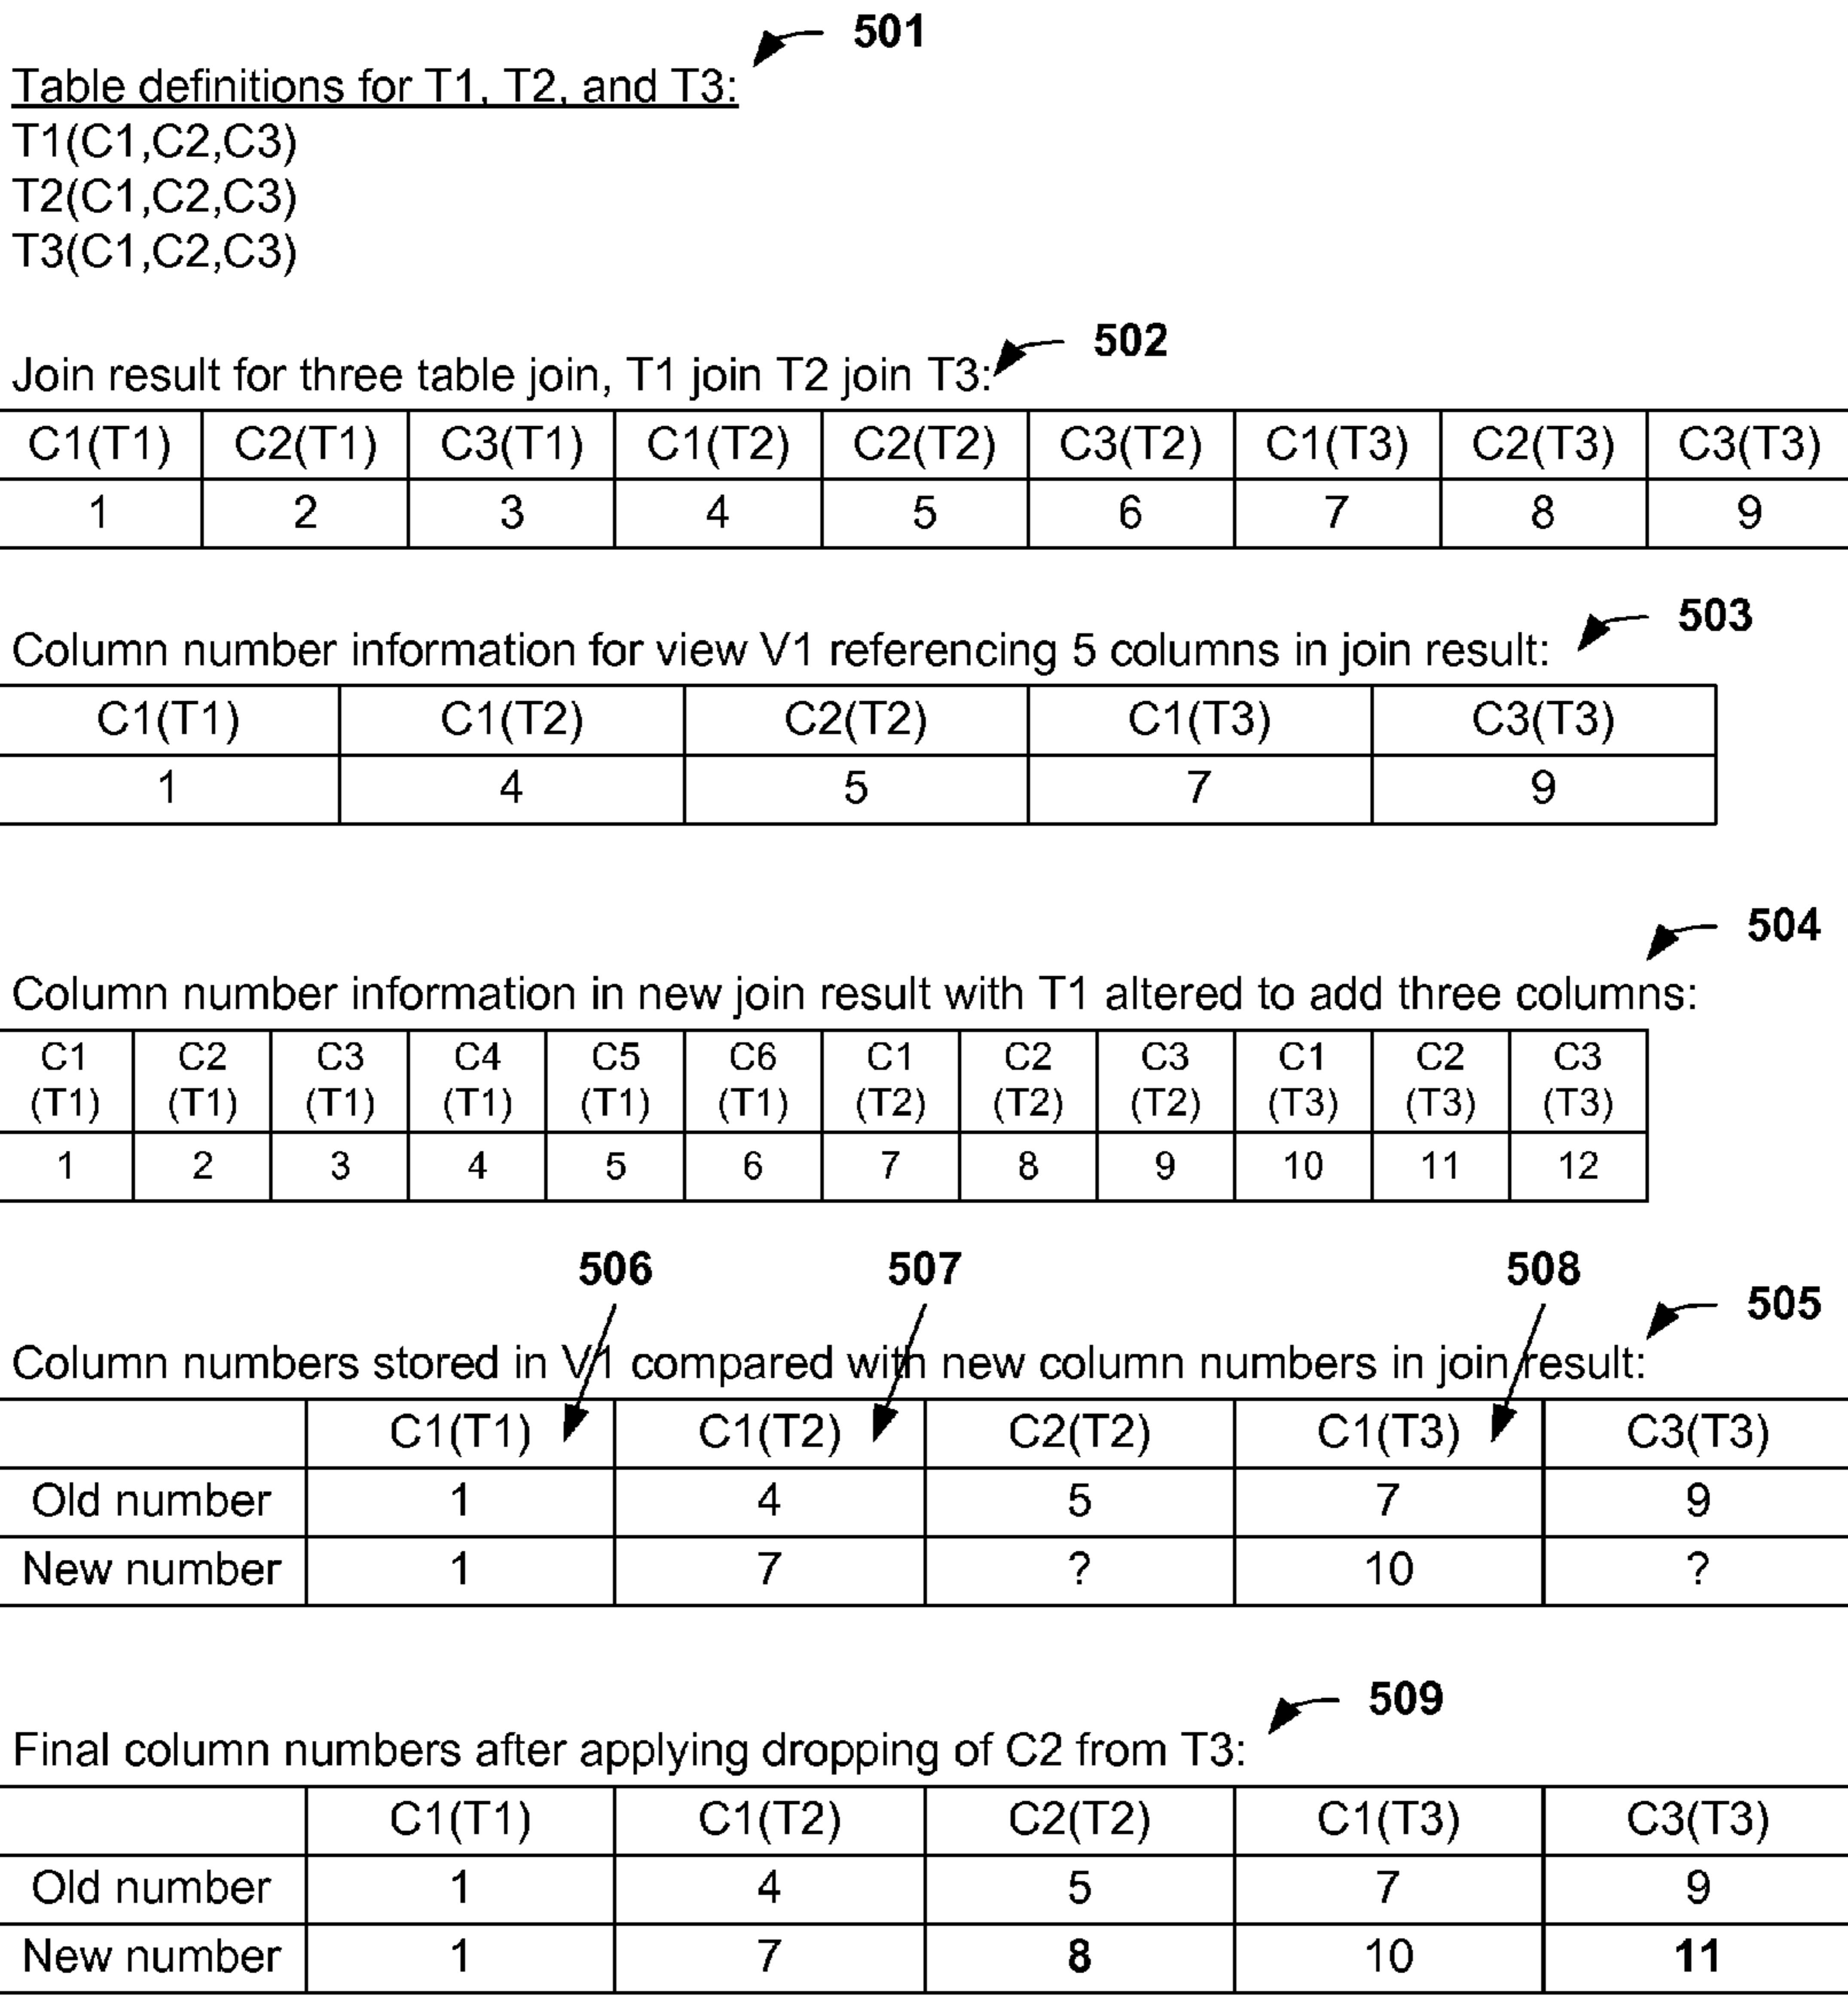 501
Table definitions for T1, T2, and T3:
T1(C1,C2,C3)
T2(C1,C2,C3)
T3(C1,C2,C3)
502
Join result for three table join, T1 join T2 join T3:
C1(T1) C2(T1) C3(T1) C1(T2) C2(T2) C3(T2) C1(T3) C2(T3) C3(T3)
1 2 3 4 5 6 7 8 9
503
Column number information for view V1 referencing 5 columns in join result:
C1(T1) C1(T2) C2(T2) C1(T3) C3(T3)
1 4 5 7 9
504
Column number information in new join result with T1 altered to add three columns:
C1 C2 C3 C4 C5 C6 C1 C2 C3 C1 C2 C3
(T1) (T1) (T1) (T1) (T1) (T1) (T2) (T2) (T2) (T3) (T3) (T3)
1 2 3 4 5 6 7 8 9 10 11 12
506 507 508
505
Column numbers stored in V1 compared with new column numbers in join result:
C1(T1) C1(T2) C2(T2) C1(T3) C3(T3)
Old number 1 4 5 7 9
New number 1 7 ? 10 ?
509
Final column numbers after applying dropping of C2 from T3:
C1(T1) C1(T2) C2(T2) C1(T3) C3(T3)
Old number 1 4 5 7 9
New number 1 7 8 10 11